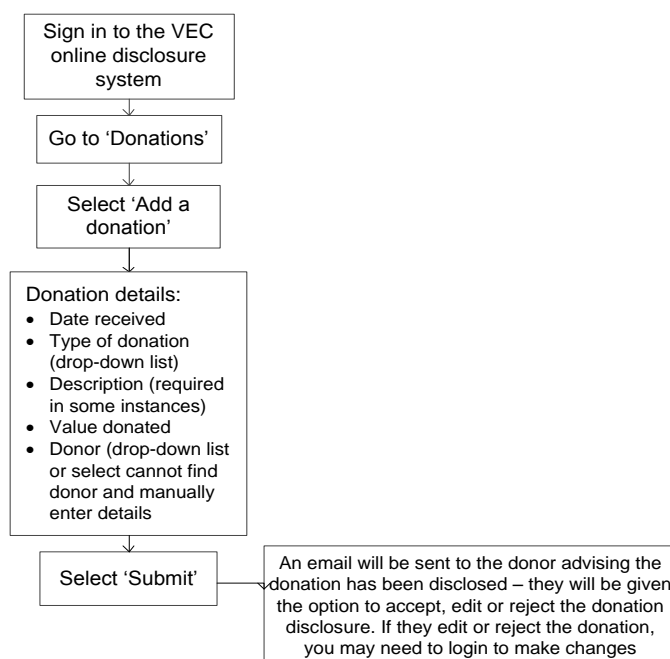 Sign in to the VEC
online disclosure
system
Go to ‘Donations’
Select ‘Add a
donation’
Donation details:
• Date received
• Type of donation
(drop-down list)
• Description (required
in some instances)
• Value donated
• Donor (drop-down list
or select cannot find
donor and manually
enter details
Select ‘Submit’
An email will be sent to the donor advising the
donation has been disclosed – they will be given
the option to accept, edit or reject the donation
disclosure. If they edit or reject the donation,
you may need to login to make changes